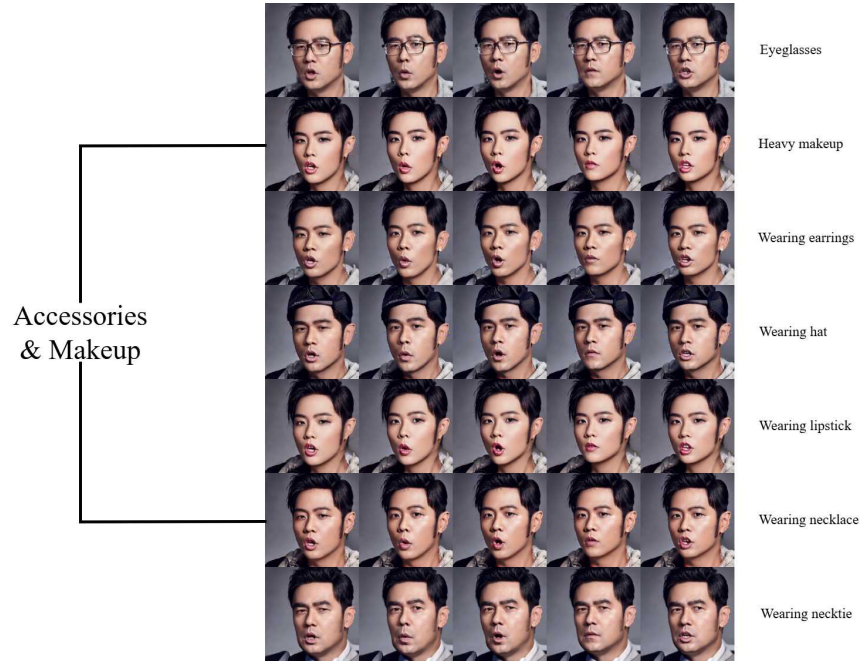 Eyeglasses
Heavy makeup
Wearing earrings
Accessories
& Makeup
Wearing hat
Wearing lipstick
Wearing necklace
Wearing necktie